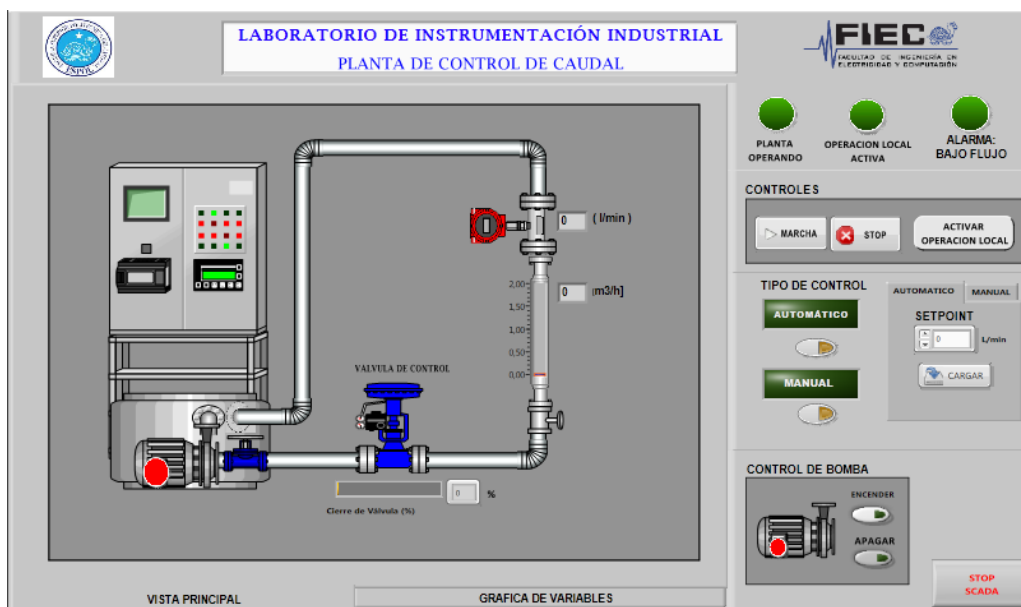 LABORATORIO DE INSTRUMENTACIÓN INDUSTRIAL
PLANTA DE CONTROL DE CAUDAL
ESPOL
FIEC
FACULTAD DE INGENIERÍA EN
ELECTRICIDAD Y COMPUTACIÓN
PLANTA
OPERANDO
OPERACION LOCAL
ACTIVA
ALARMA:
BAJO FLUJO
CONTROLES
MARCHA
STOP
ACTIVAR
OPERACION LOCAL
TIPO DE CONTROL
AUTOMÁTICO
MANUAL
AUTOMATICO
MANUAL
SETPOINT
0
L/min
CARGAR
0 ( l/min )
0 [m3/h]
2,00
1,50
1,00
0,50
0,00
VALVULA DE CONTROL
0 %
Cierre de Válvula (%)
CONTROL DE BOMBA
ENCENDER
APAGAR
STOP
SCADA
VISTA PRINCIPAL
GRAFICA DE VARIABLES